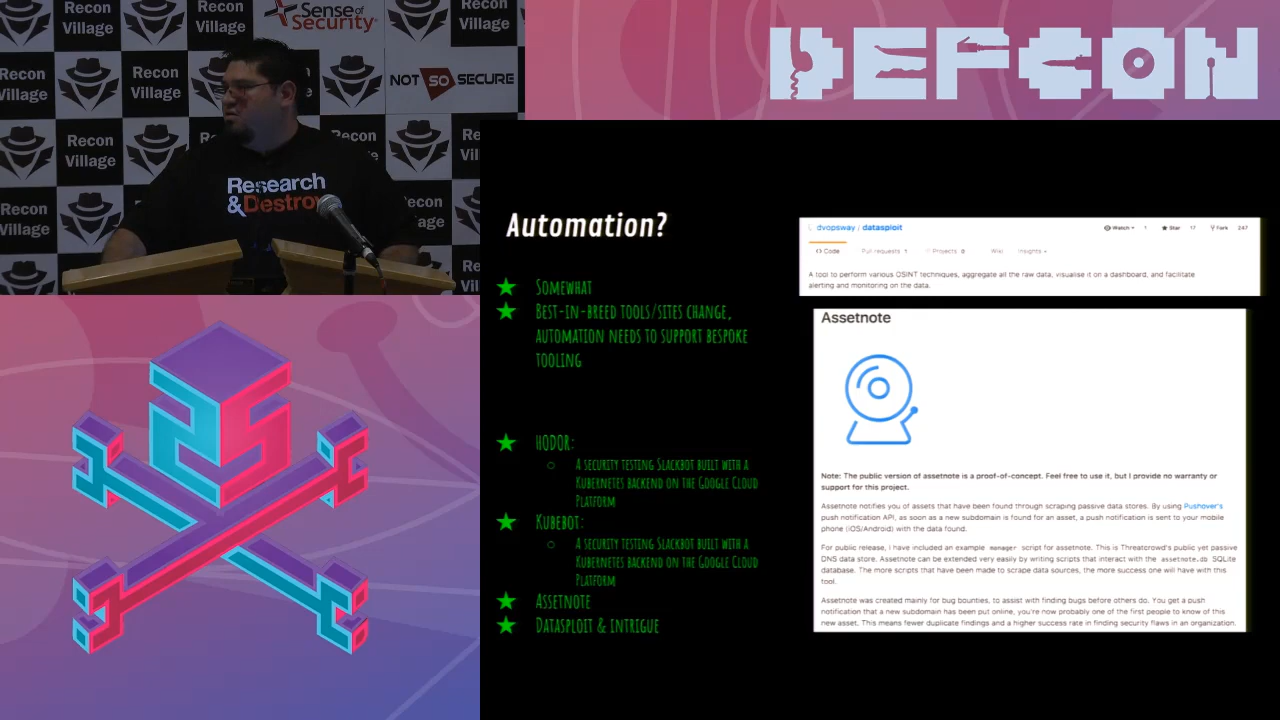 Recon
Village
Recon
Village
Sense of
Security
Recon
Village
Recon
Village
NOT SO SECURE
Recon
Village
Recon
Village
Recon
Village
Recon
Village
Research
& Destroy
DEFCON
Automation?
★ SOMEWHAT
★ BEST-IN-BREED TOOLS/SITES CHANGE,
AUTOMATION NEEDS TO SUPPORT BESPOKE
TOOLING
★ HODOR:
○ A SECURITY TESTING SLACKBOT BUILT WITH A
KUBERNETES BACKEND ON THE GOOGLE CLOUD
PLATFORM
★ KUBEBOT:
○ A SECURITY TESTING SLACKBOT BUILT WITH A
KUBERNETES BACKEND ON THE GOOGLE CLOUD
PLATFORM
★ ASSETNOTE
★ DATASPLOIT & INTRIGUE
dvopsway / datasploit
Watch 1 Star 17 Fork 247
Code Pull requests 1 Projects 0 Wiki Insights
A tool to perform various OSINT techniques, aggregate all the raw data, visualise it on a dashboard, and facilitate
alerting and monitoring on the data.
Assetnote
Note: The public version of assetnote is a proof-of-concept. Feel free to use it, but I provide no warranty or
support for this project.
Assetnote notifies you of assets that have been found through scraping passive data stores. By using Pushover's
push notification API, as soon as a new subdomain is found for an asset, a push notification is sent to your mobile
phone (iOS/Android) with the data found.
For public release, i have included an example manager script for assetnote. This is Threatcrowd's public yet passive
DNS data store. Assetnote can be extended very easily by writing scripts that interact with the assetnote.db SQLite
database. The more scripts that have been made to scrape data sources, the more success one will have with this
tool.
Assetnote was created mainly for bug bounties, to assist with finding bugs before others do. You get a push
notification that a new subdomain has been put online, you're now probably one of the first people to know of this
new asset. This means fewer duplicate findings and a higher success rate in finding security flaws in an organization.